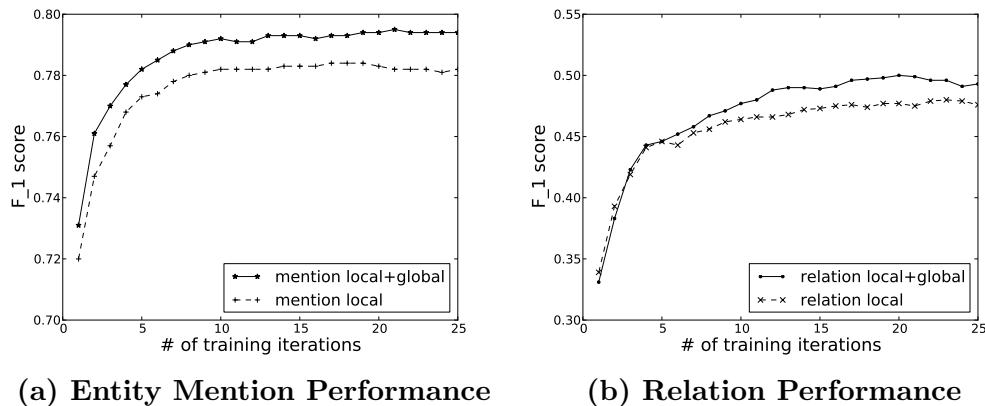 0.80
0.78
0.76
0.74
0.72
0.70
F_1 score
0 5 10 15 20 25
# of training iterations
mention local+global
mention local
(a) Entity Mention Performance
0.55
0.50
0.45
0.40
0.35
0.30
F_1 score
0 5 10 15 20 25
# of training iterations
relation local+global
relation local
(b) Relation Performance